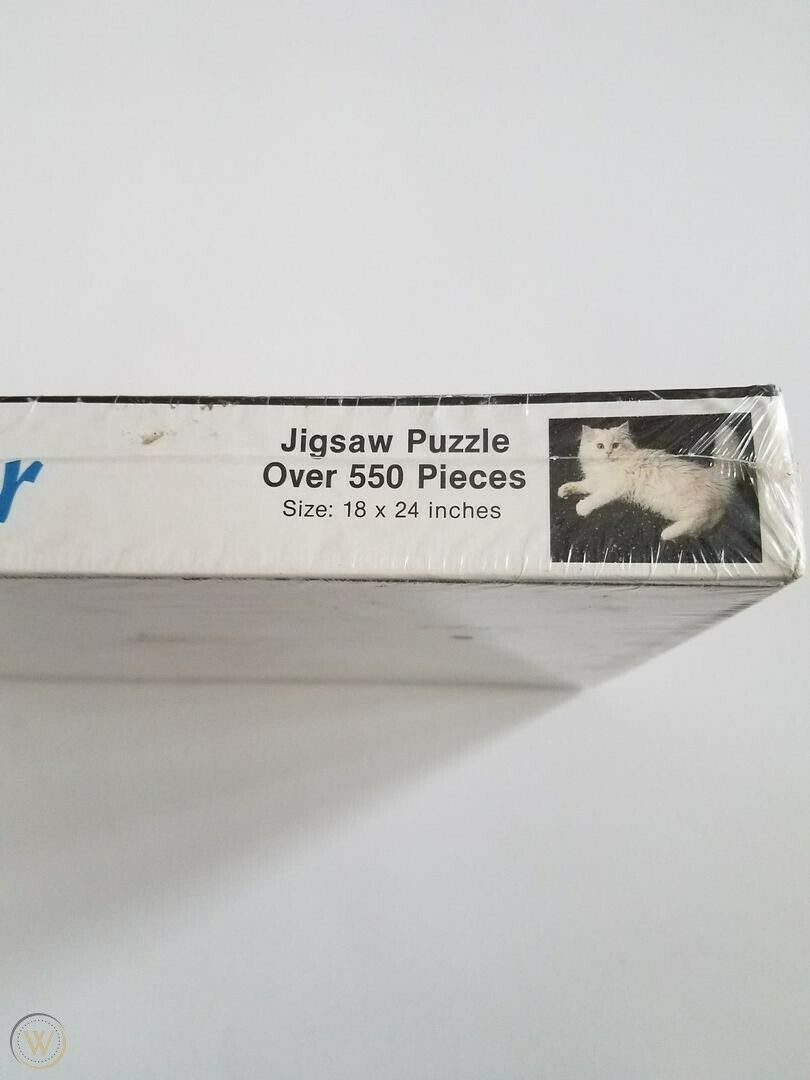 r
Jigsaw Puzzle
Over 550 Pieces
Size: 18 x 24 inches
W